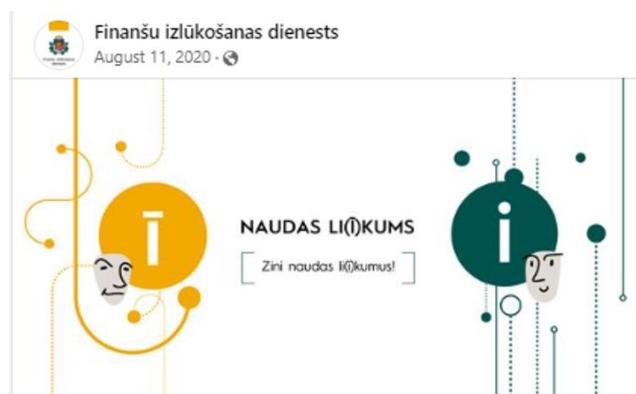 Finanšu izlūkošanas dienests
August 11, 2020 ·
ī
NAUDAS LI(Ī)KUMS
Zini naudas li(ī)kumus!
i